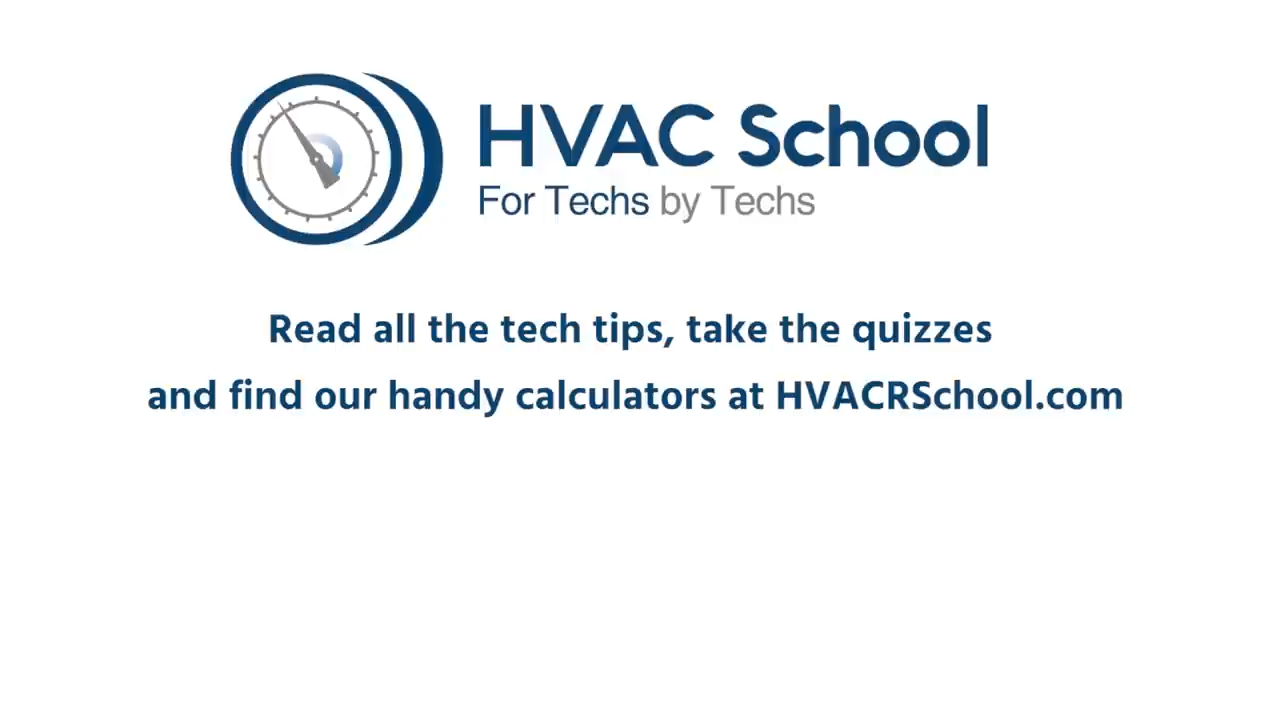 HVAC School
For Techs by Techs
Read all the tech tips, take the quizzes
and find our handy calculators at HVACRSchool.com